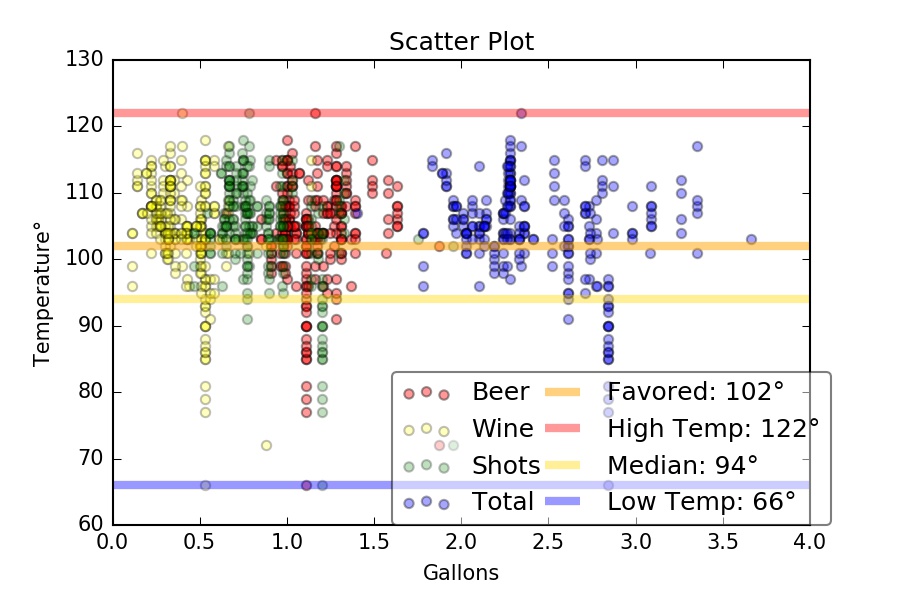 Scatter Plot
130
120
110
100
90
80
70
60
Temperature°
Beer
Wine
Shots
Total
Favored: 102°
High Temp: 122°
Median: 94°
Low Temp: 66°
0.0 0.5 1.0 1.5 2.0 2.5 3.0 3.5 4.0
Gallons